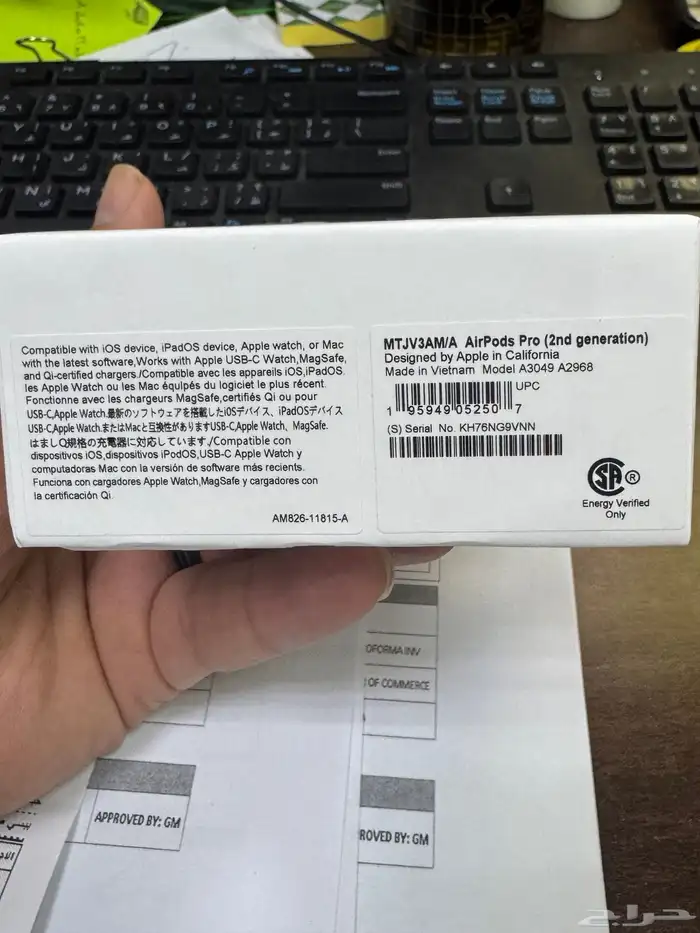 Compatible with iOS device, iPadOS device, Apple watch, or Mac
with the latest software,Works with Apple USB-C Watch,MagSafe,
and Qi-certified chargers./Compatible avec les appareils iOS,iPadOS.
les Apple Watch ou les Mac équipés du logiciel le plus récent.
Fonctionne avec les chargeurs MagSafe,certifiés Qi ou pour
USB-C,Apple Watch.最新のソフトウェアを搭載したiOSデバイス、iPadOSデバイス
USB-C,Apple Watch.またはMacと互換性がありますUSB-C,Apple Watch、MagSafe.
はましQ規格の充電器に対応しています./Compatible con
dispositivos iOS,dispositivos iPodOS,USB-C Apple Watch y
computadoras Mac con la versión de software más recients.
Funciona con cargadores Apple Watch,MagSafe y cargadores con
la certificación Qi.
AM826-11815-A
MTJV3AM/A AirPods Pro (2nd generation)
Designed by Apple in California
Made in Vietnam Model A3049 A2968
UPC
1 95949 05250 7
(S) Serial No. KH76NG9VNN
SA ®
Energy Verified
Only
OFORMA INV
OF COMMERCE
APPROVED BY: GM
ROVED BY: GM
حراج